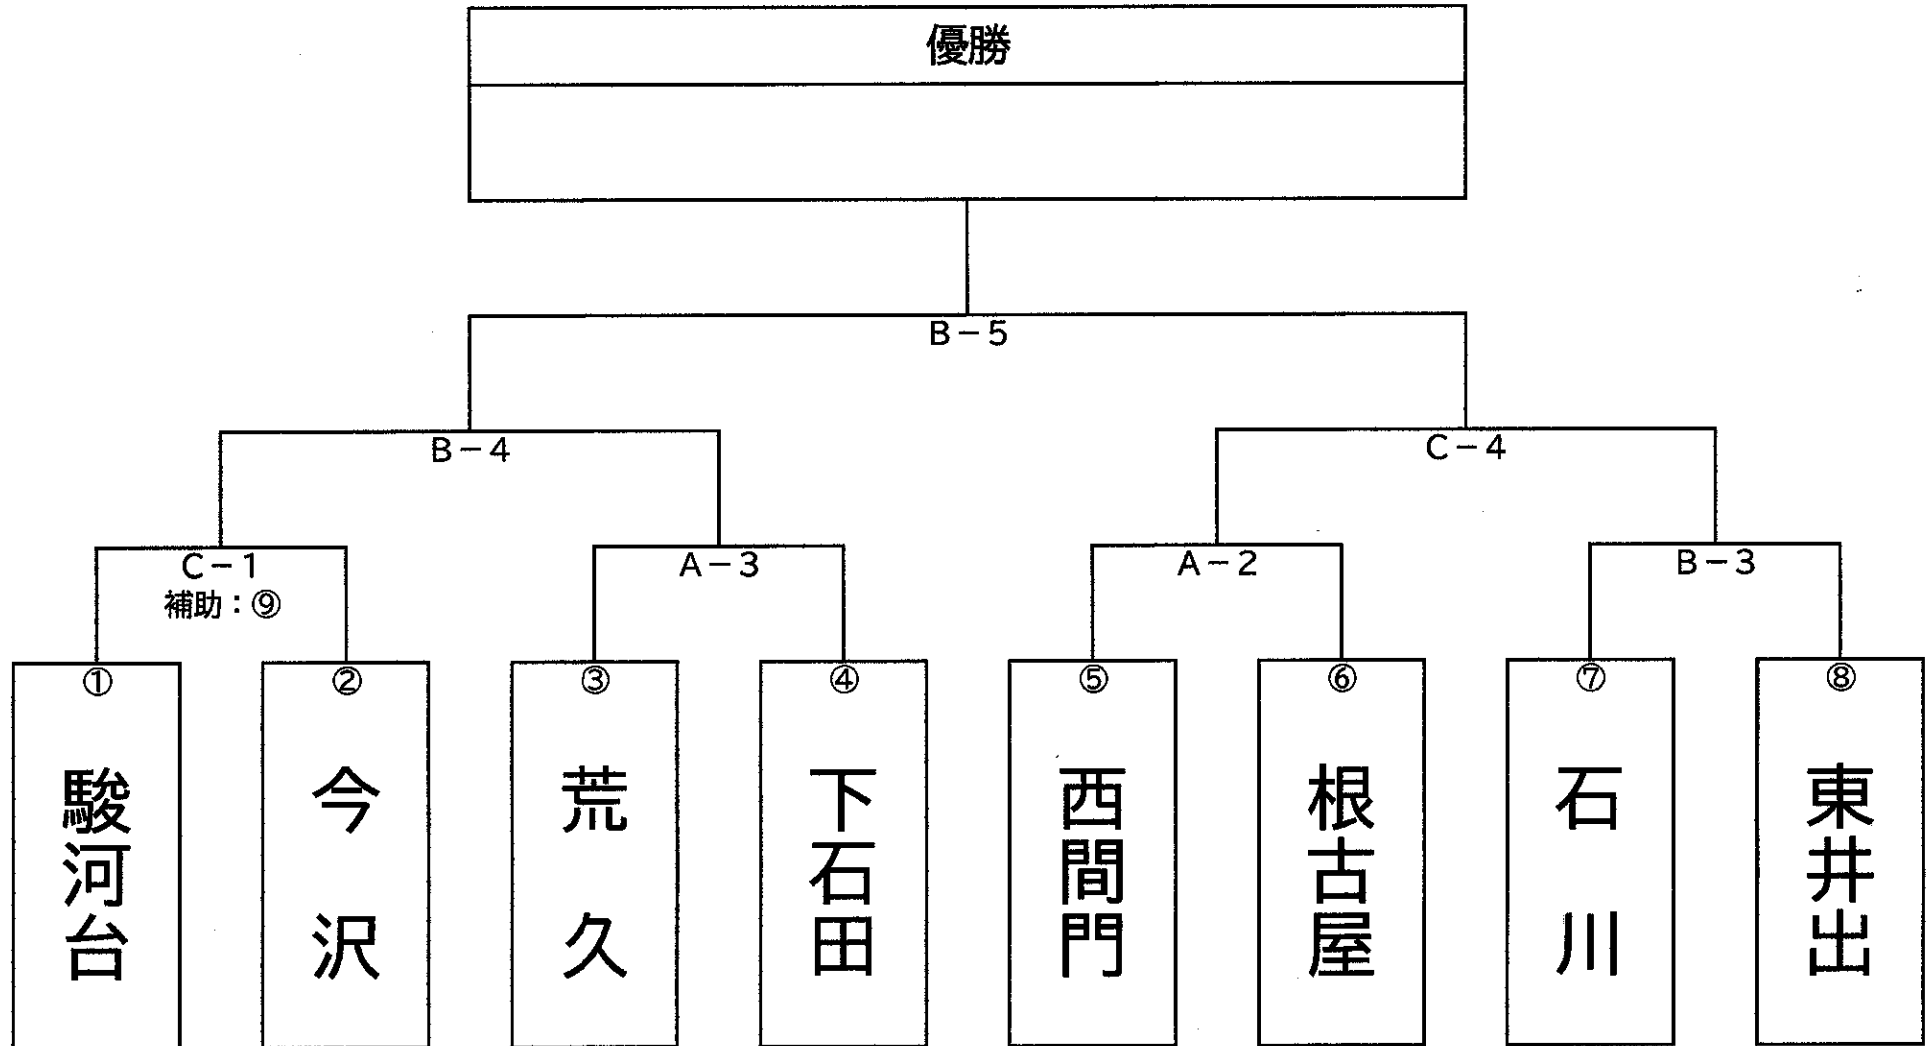 優勝
B－5
B－4
C－4
C－1
補助：⑨
A－3
A－2
B－3
①
駿河台
②
今沢
③
荒久
④
下石田
⑤
西間門
⑥
根古屋
⑦
石川
⑧
東井出